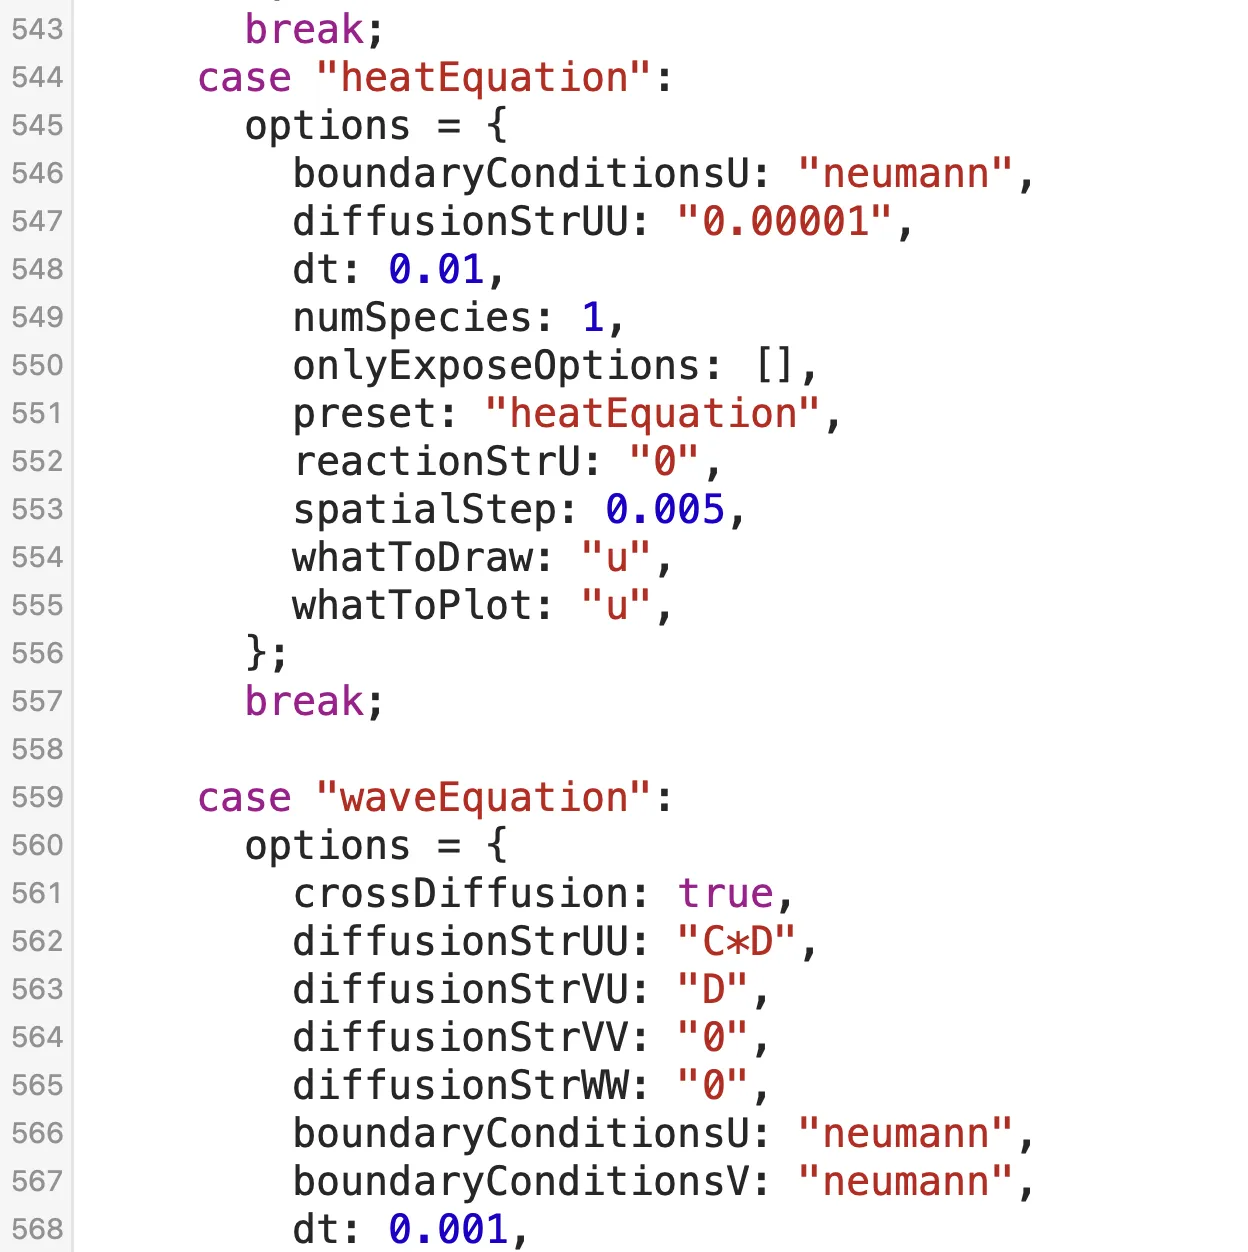 543 break;
544 case "heatEquation":
545 options = {
546 boundaryConditionsU: "neumann",
547 diffusionStrUU: "0.00001",
548 dt: 0.01,
549 numSpecies: 1,
550 onlyExposeOptions: [],
551 preset: "heatEquation",
552 reactionStrU: "0",
553 spatialStep: 0.005,
554 whatToDraw: "u",
555 whatToPlot: "u",
556 };
557 break;
558
559 case "waveEquation":
560 options = {
561 crossDiffusion: true,
562 diffusionStrUU: "C*D",
563 diffusionStrVU: "D",
564 diffusionStrVV: "0",
565 diffusionStrWW: "0",
566 boundaryConditionsU: "neumann",
567 boundaryConditionsV: "neumann",
568 dt: 0.001,